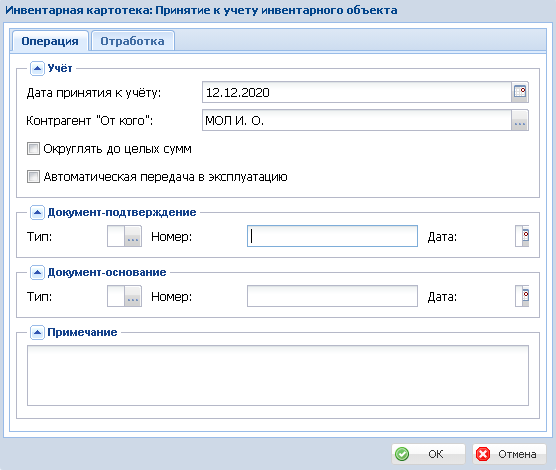 Инвентарная картотека: Принятие к учету инвентарного объекта
Операция Отработка
Учёт
Дата принятия к учёту: 12.12.2020
Контрагент "От кого": МОЛ И. О. ...
Округлять до целых сумм
Автоматическая передача в эксплуатацию
Документ-подтверждение
Тип: ... Номер: Дата:
Документ-основание
Тип: ... Номер: Дата:
Примечание
OK Отмена